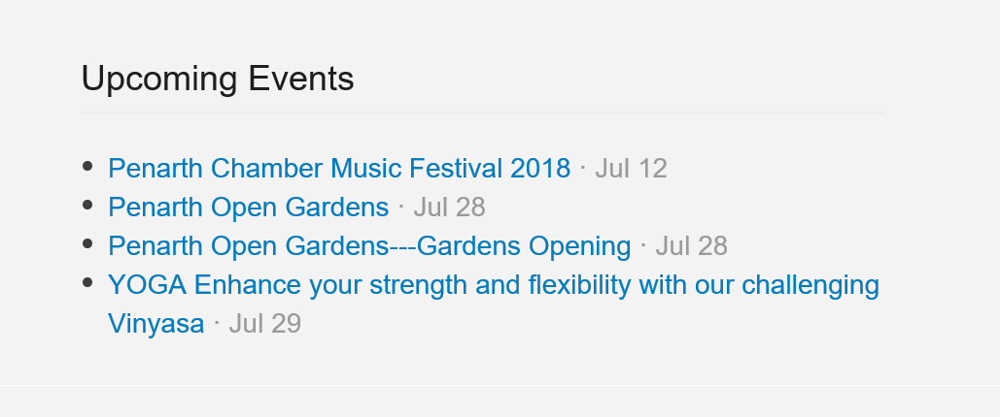 Upcoming Events
Penarth Chamber Music Festival 2018 · Jul 12
Penarth Open Gardens · Jul 28
Penarth Open Gardens---Gardens Opening · Jul 28
YOGA Enhance your strength and flexibility with our challenging
Vinyasa · Jul 29